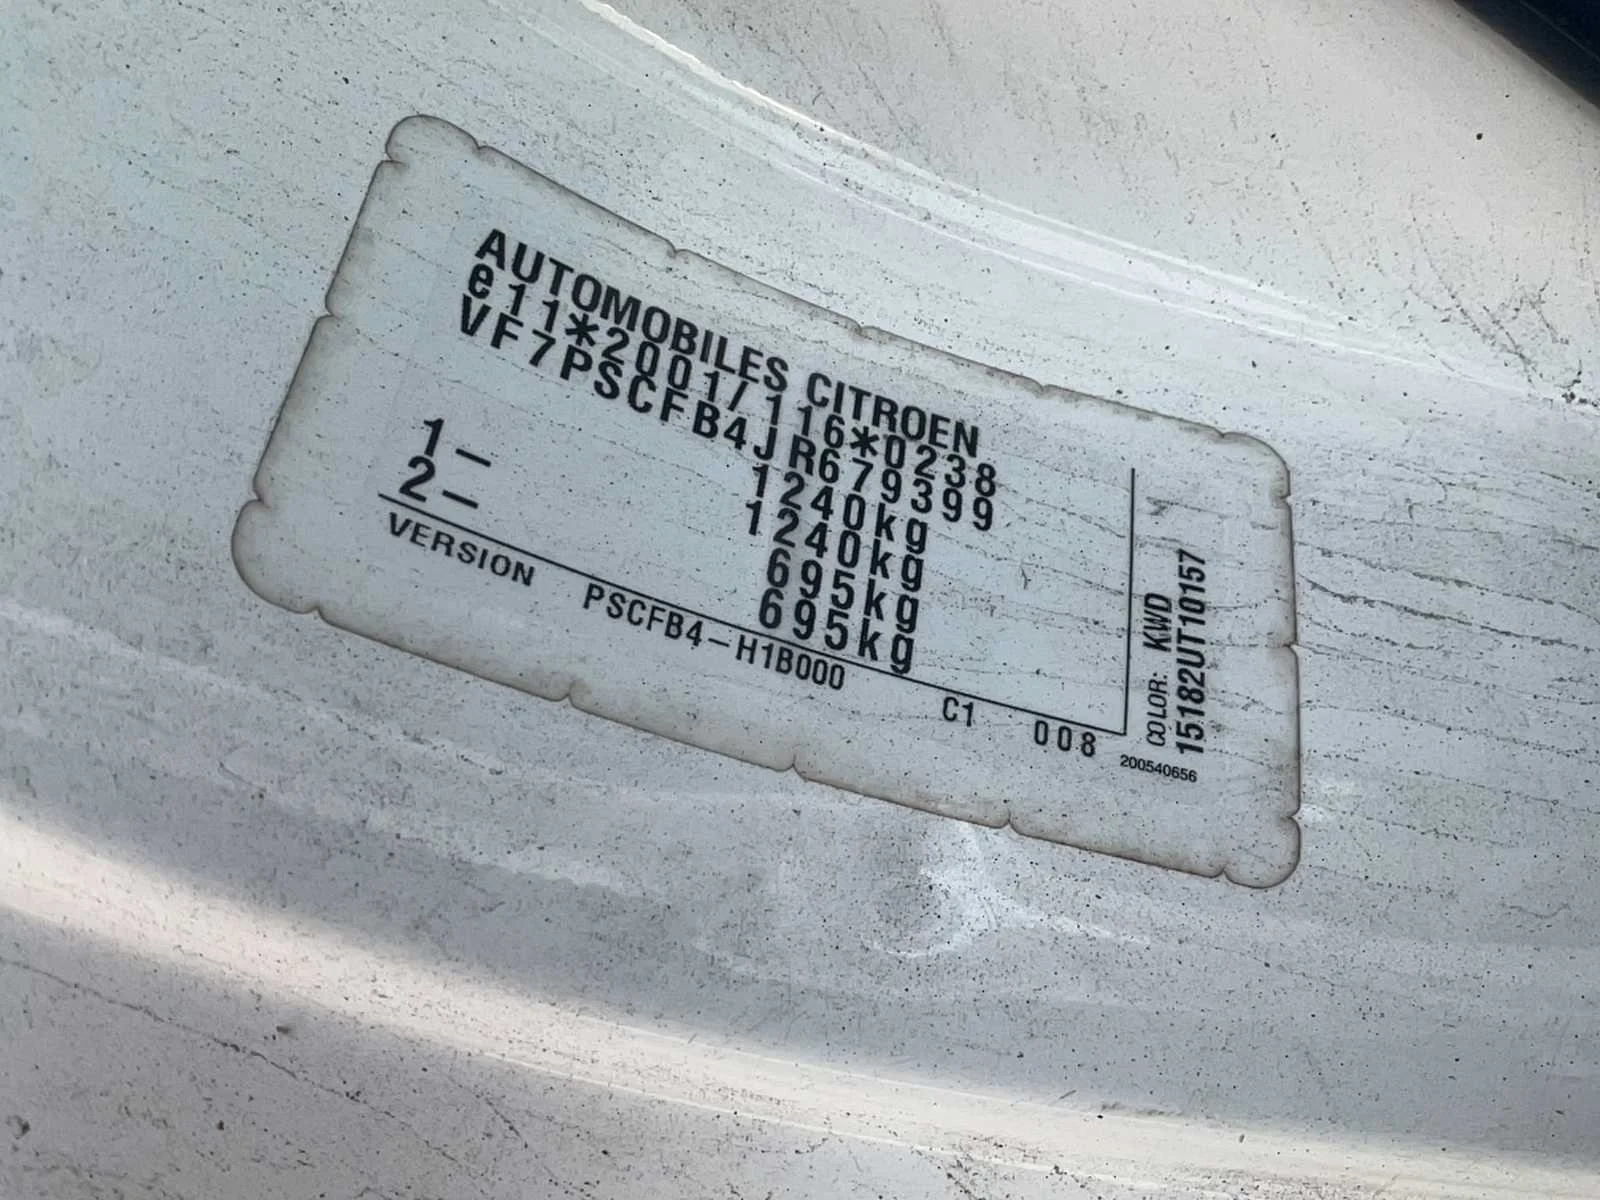 AUTOMOBILES CITROEN
e11*2001/116*0238
VF7PSCFB4JR679399
1240kg
1240kg
1– 695kg
2– 695kg
VERSION PSCFB4–H1B000 C1 008
COLOR: KWD
15182UT10157
200540656